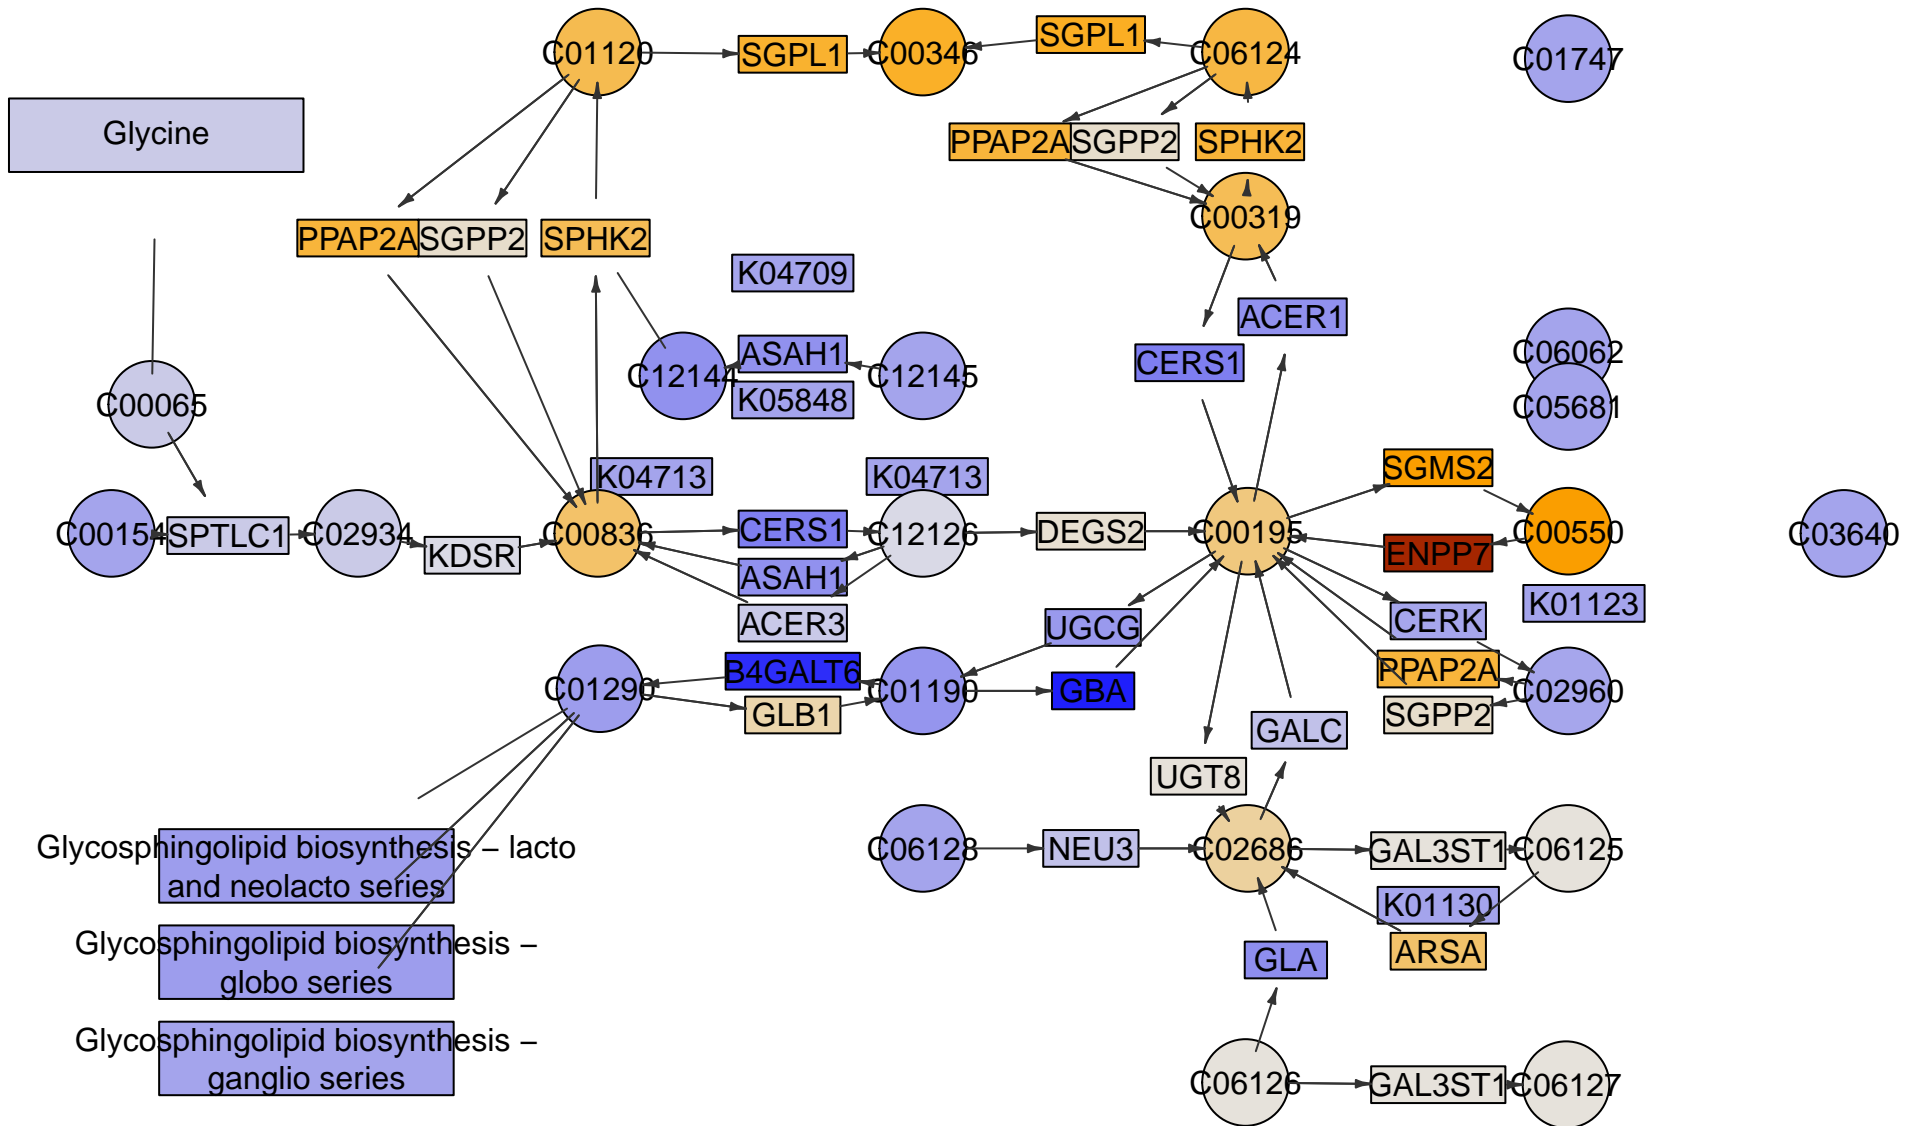 C01120
SGPL1
C00346
SGPL1
C06124
C01747
Glycine
PPAP2A
SGPP2
SPHK2
C00319
PPAP2A
SGPP2
SPHK2
K04709
ACER1
C00065
C12144
ASAH1
C12145
K05848
CERS1
C06062
C05681
K04713
K04713
SGMS2
C00154
SPTLC1
C02934
KDSR
C00836
CERS1
C12126
DEGS2
C00195
ENPP7
C00550
C03640
ASAH1
ACER3
UGCG
CERK
K01123
C01290
B4GALT6
GLB1
C01190
GBA
PPAP2A
SGPP2
C02960
GALC
UGT8
Glycosphingolipid biosynthesis – lacto
and neolacto series
C06128
NEU3
C02686
GAL3ST1
C06125
K01130
ARSA
Glycosphingolipid biosynthesis –
globo series
GLA
Glycosphingolipid biosynthesis –
ganglio series
C06126
GAL3ST1
C06127